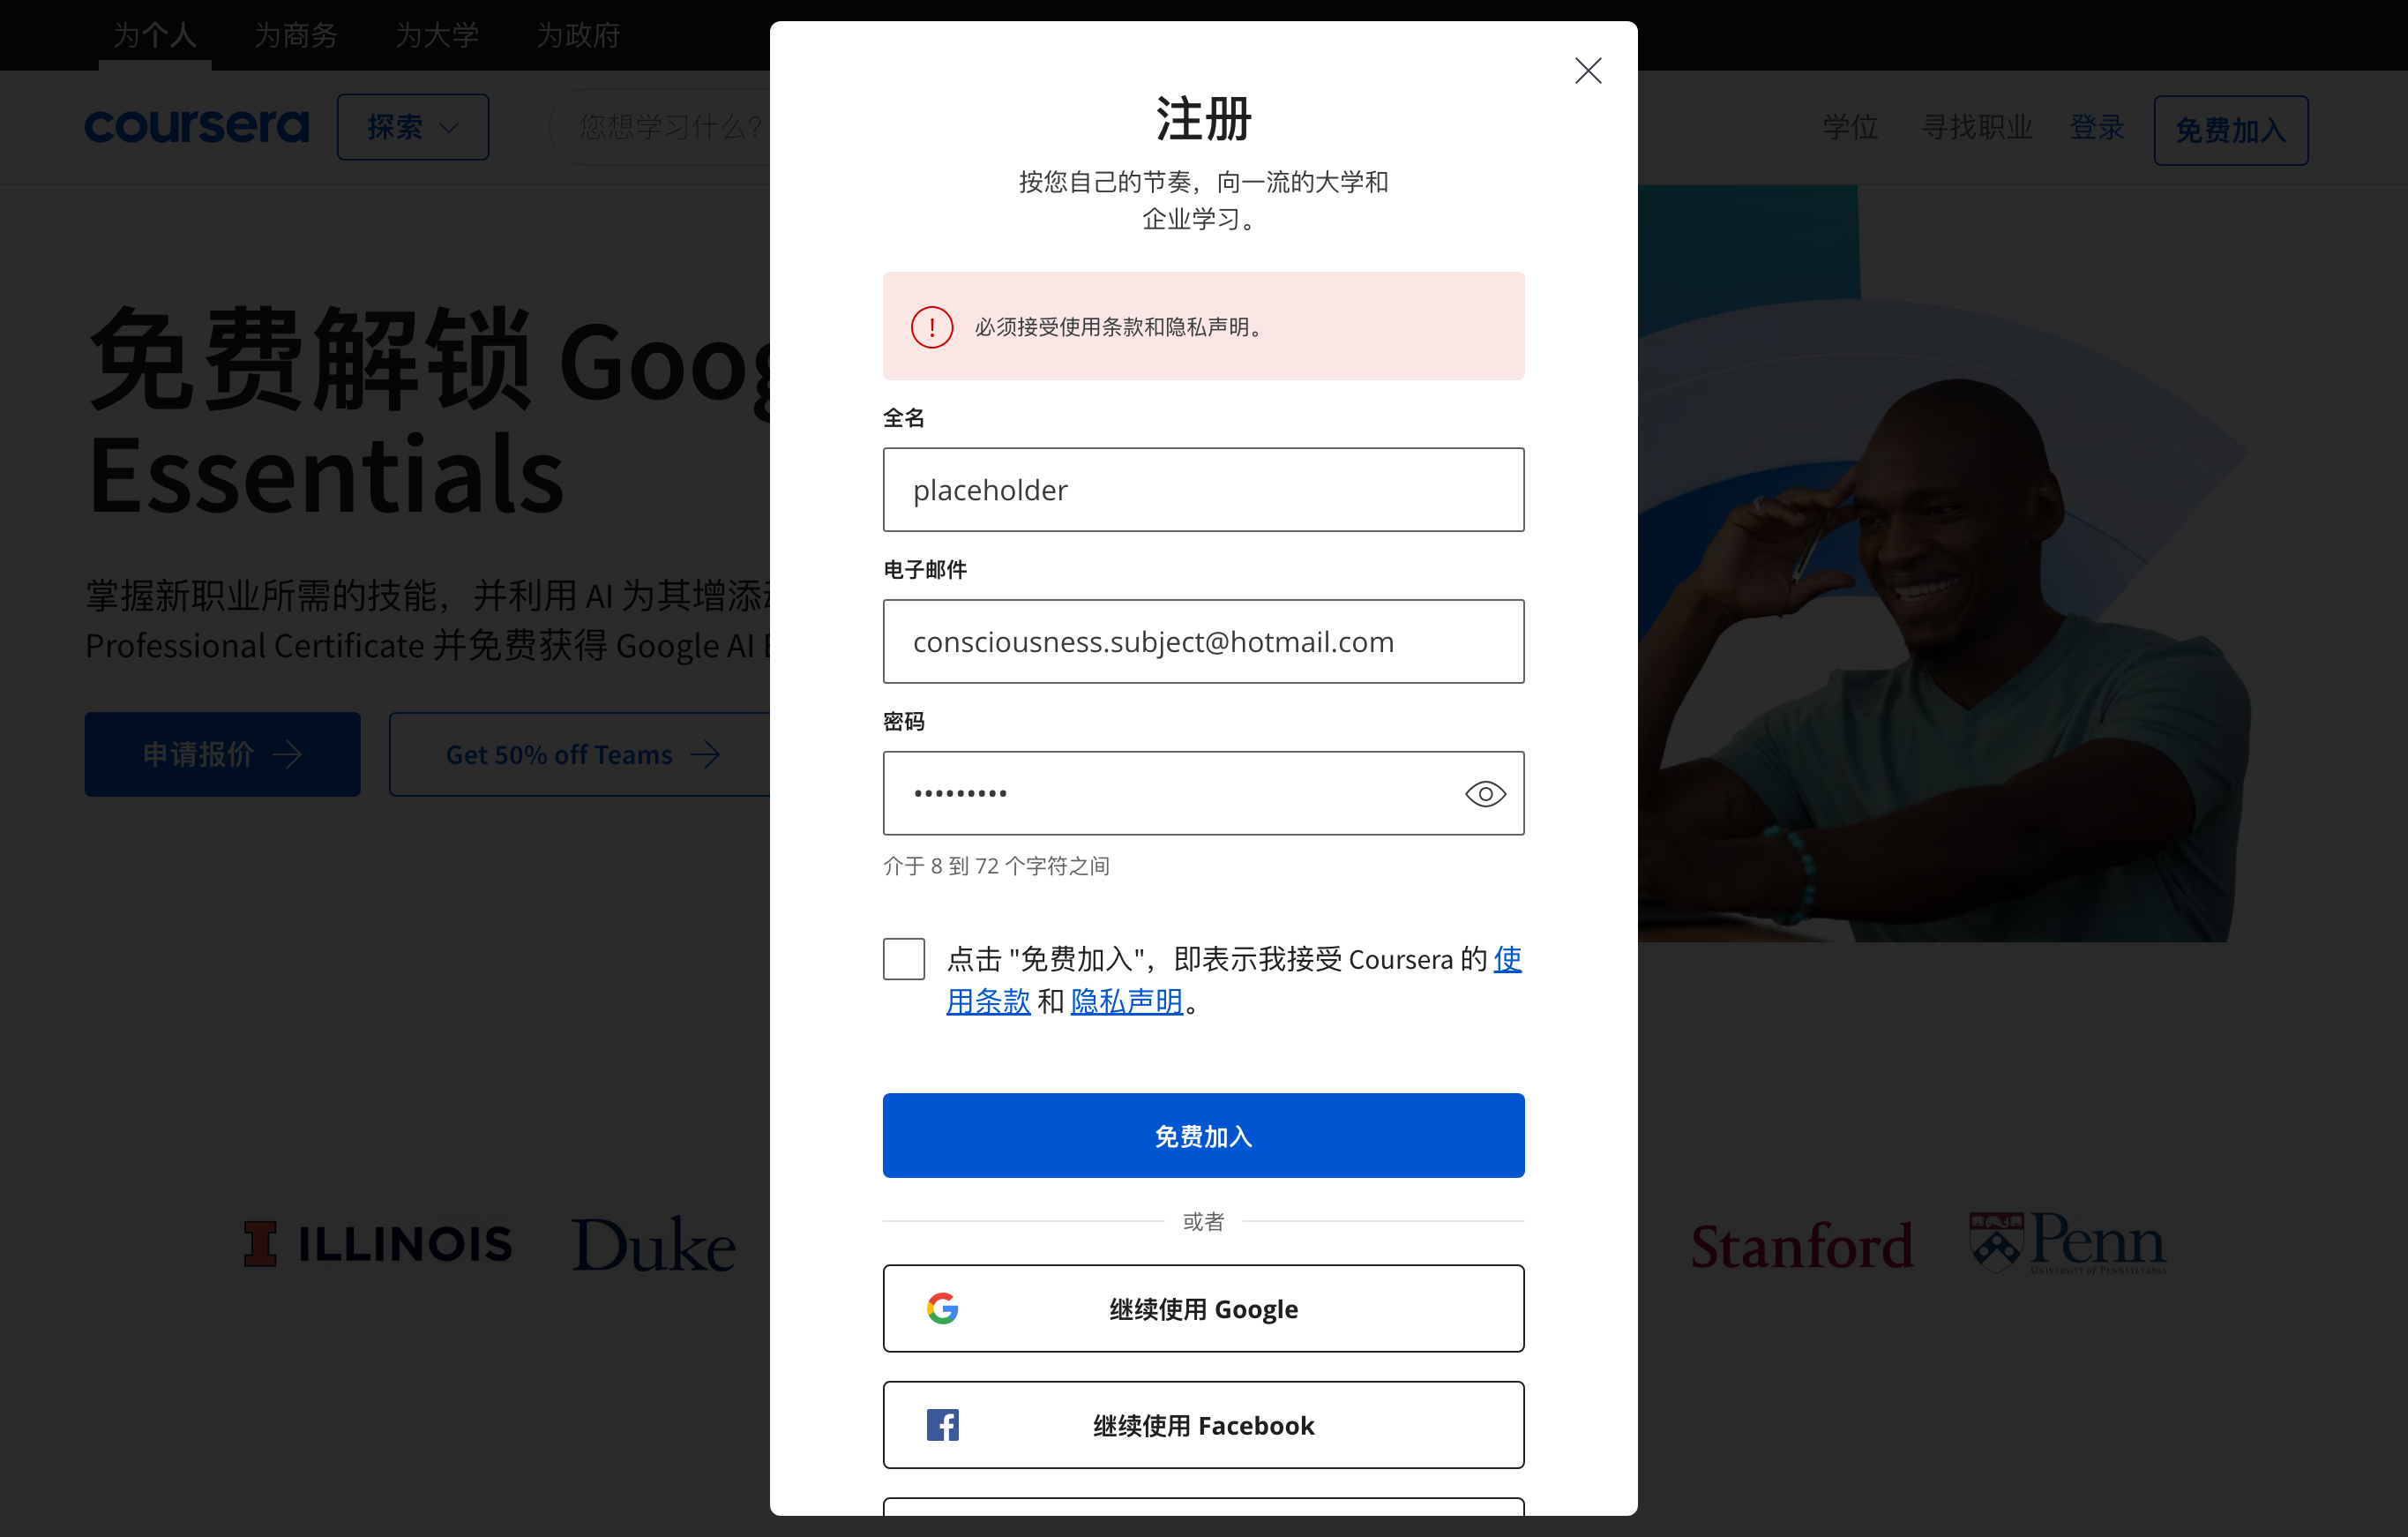 为个人
为商务
为大学
为政府
coursera
探索
您想学习什么?
学位
寻找职业
登录
免费加入
免费解锁 Goog
Essentials
掌握新职业所需的技能，并利用 AI 为其增添
Professional Certificate 并免费获得 Google AI E
申请报价
Get 50% off Teams
注册
按您自己的节奏，向一流的大学和
企业学习。
必须接受使用条款和隐私声明。
全名
placeholder
电子邮件
consciousness.subject@hotmail.com
密码
•••••••••
介于 8 到 72 个字符之间
点击 "免费加入"，即表示我接受 Coursera 的 使
用条款 和 隐私声明。
免费加入
或者
继续使用 Google
继续使用 Facebook
ILLINOIS
Duke
Stanford
Penn
UNIVERSITY of PENNSYLVANIA